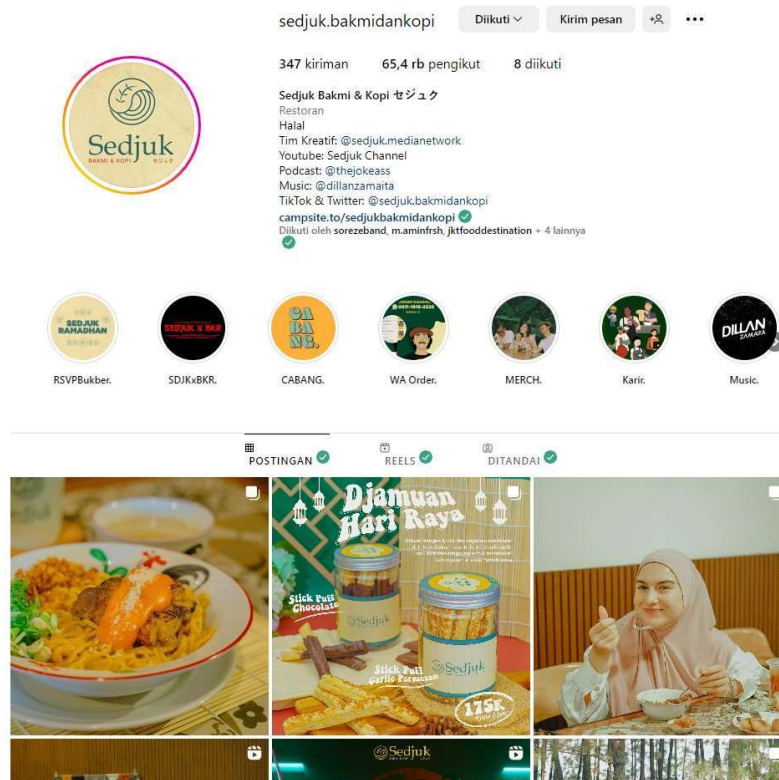 sedjuk.bakmidankopi Diikuti Kirim pesan
347 kiriman 65,4 rb pengikut 8 diikuti
Sedjuk Bakmi & Kopi セジュク
Restoran
Halal
Tim Kreatif: @sedjuk.medianetwork
Youtube: Sedjuk Channel
Podcast: @thejokeass
Music: @dillanzamaita
TikTok & Twitter: @sedjuk.bakmidankopi
campsite.to/sedjukbakmidankopi
Diikuti oleh sorezeband, m.aminfrsh, jktfooddestination + 4 lainnya
Sedjuk
BAKMI & KOPI セジュク
SEDJUK
RAMADHAN
SEDJUK X BKR
CA
BA
NG.
DILLAN
RSVPBukber. SDJKxBKR. CABANG. WA Order. MERCH. Karir. Music.
POSTINGAN REELS DITANDAI
Djamuan
Hari Raya
Stick Puff
Chocolate
Sedjuk
Sedjuk
Stick Puff
Garlic Parmesan
175K
Sedjuk